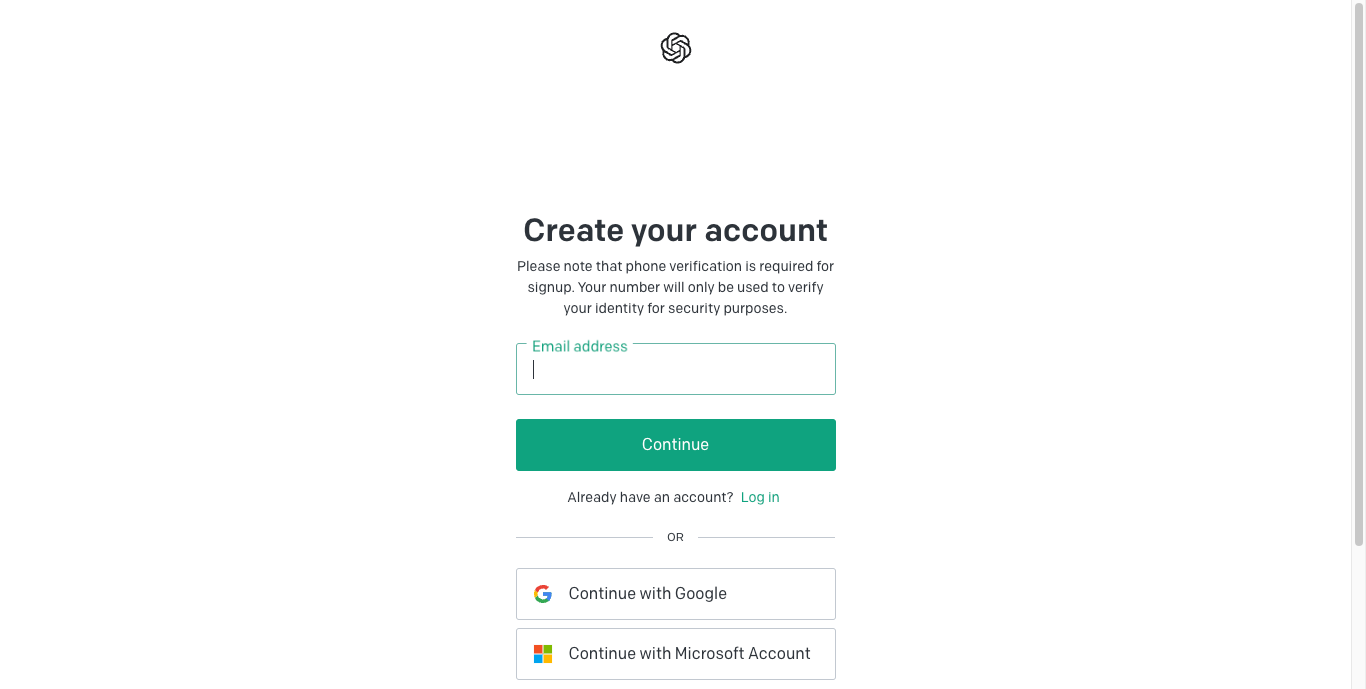 Create your account
Please note that phone verification is required for
signup. Your number will only be used to verify
your identity for security purposes.
Email address
Continue
Already have an account? Log in
OR
Continue with Google
Continue with Microsoft Account